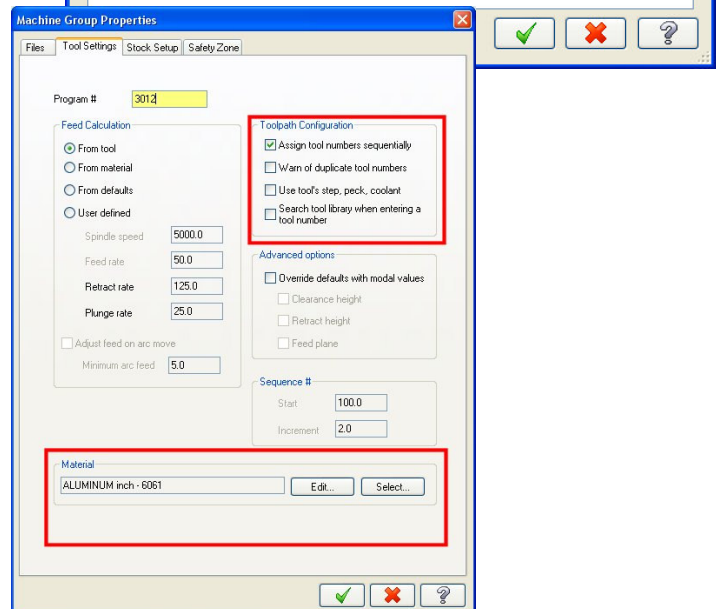 Machine Group Properties
Files
Tool Settings
Stock Setup
Safety Zone
Program #
3012
Feed Calculation
From tool
From material
From defaults
User defined
Spindle speed
5000.0
Feed rate
50.0
Retract rate
125.0
Plunge rate
25.0
Adjust feed on arc move
Minimum arc feed
5.0
Toolpath Configuration
Assign tool numbers sequentially
Warn of duplicate tool numbers
Use tool's step, peck, coolant
Search tool library when entering a
tool number
Advanced options
Override defaults with modal values
Clearance height
Retract height
Feed plane
Sequence #
Start
100.0
Increment
2.0
Material
ALUMINUM inch - 6061
Edit...
Select...